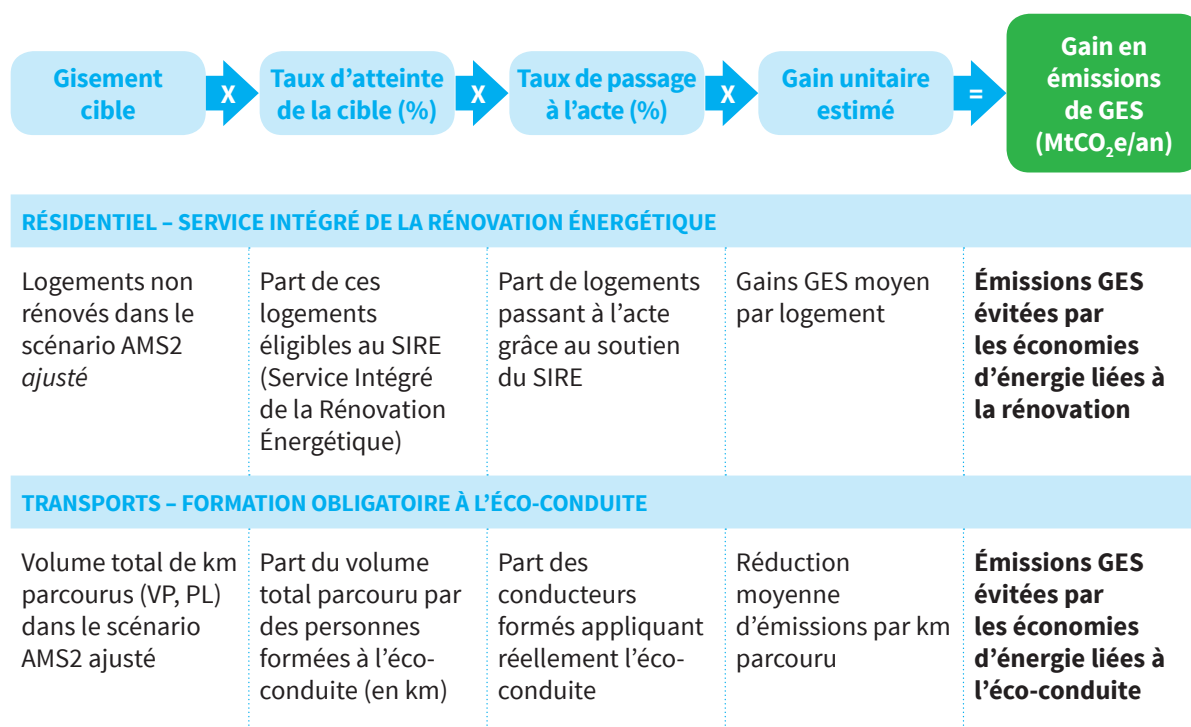 Gisement
cible
X
Taux d'atteinte
de la cible (%)
X
Taux de passage
à l'acte (%)
X
Gain unitaire
estimé
=
Gain en
émissions
de GES
(MtCO₂e/an)
RÉSIDENTIEL – SERVICE INTÉGRÉ DE LA RÉNOVATION ÉNERGÉTIQUE
Logements non
rénovés dans le
scénario AMS2
ajusté
Part de ces
logements
éligibles au SIRE
(Service Intégré
de la Rénovation
Énergétique)
Part de logements
passant à l'acte
grâce au soutien
du SIRE
Gains GES moyen
par logement
Émissions GES
évitées par
les économies
d'énergie liées à
la rénovation
TRANSPORTS – FORMATION OBLIGATOIRE À L'ÉCO-CONDUITE
Volume total de km
parcourus (VP, PL)
dans le scénario
AMS2 ajusté
Part du volume
total parcouru par
des personnes
formées à l'éco-
conduite (en km)
Part des
conducteurs
formés appliquant
réellement l'éco-
conduite
Réduction
moyenne
d'émissions par km
parcouru
Émissions GES
évitées par
les économies
d'énergie liées à
l'éco-conduite